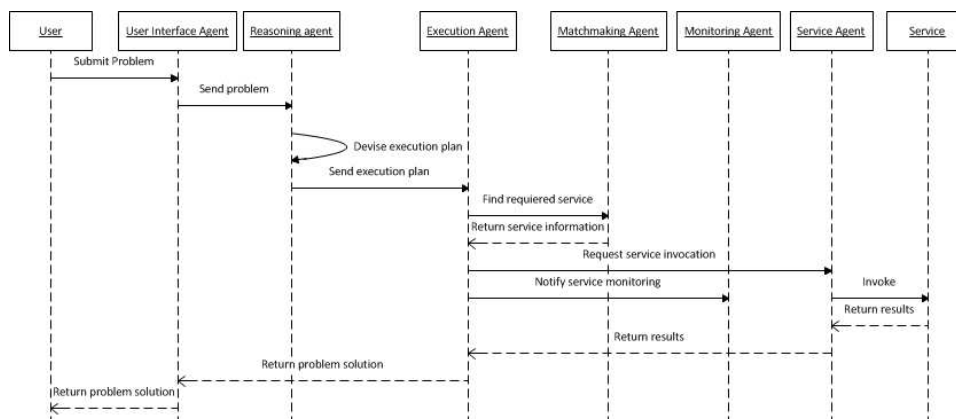 User
User Interface Agent
Reasoning agent
Execution Agent
Matchmaking Agent
Monitoring Agent
Service Agent
Service
Submit Problem
Send problem
Devise execution plan
Send execution plan
Find requiered service
Return service information
Request service invocation
Notify service monitoring
Invoke
Return results
Return results
Return problem solution
Return problem solution